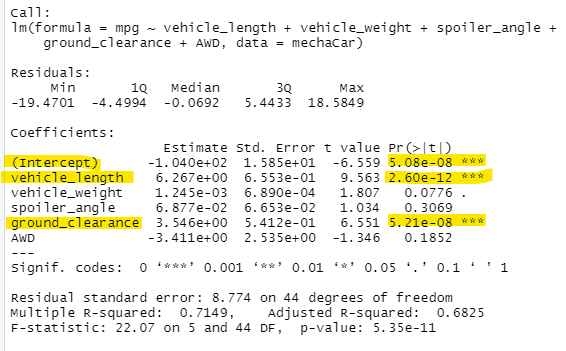 Call:
lm(formula = mpg ~ vehicle_length + vehicle_weight + spoiler_angle +
    ground_clearance + AWD, data = mechaCar)
Residuals:
     Min       1Q   Median       3Q      Max
-19.4701  -4.4994  -0.0692   5.4433  18.5849
Coefficients:
                   Estimate Std. Error t value Pr(>|t|)
(Intercept)      -1.040e+02  1.585e+01  -6.559 5.08e-08 ***
vehicle_length    6.267e+00  6.553e-01   9.563 2.60e-12 ***
vehicle_weight    1.245e-03  6.890e-04   1.807   0.0776 .
spoiler_angle     6.877e-02  6.653e-02   1.034   0.3069
ground_clearance  3.546e+00  5.412e-01   6.551 5.21e-08 ***
AWD              -3.411e+00  2.535e+00  -1.346   0.1852
---
Signif. codes:  0 ‘***’ 0.001 ‘**’ 0.01 ‘*’ 0.05 ‘.’ 0.1 ‘ ’ 1
Residual standard error: 8.774 on 44 degrees of freedom
Multiple R-squared:  0.7149,    Adjusted R-squared:  0.6825
F-statistic: 22.07 on 5 and 44 DF,  p-value: 5.35e-11